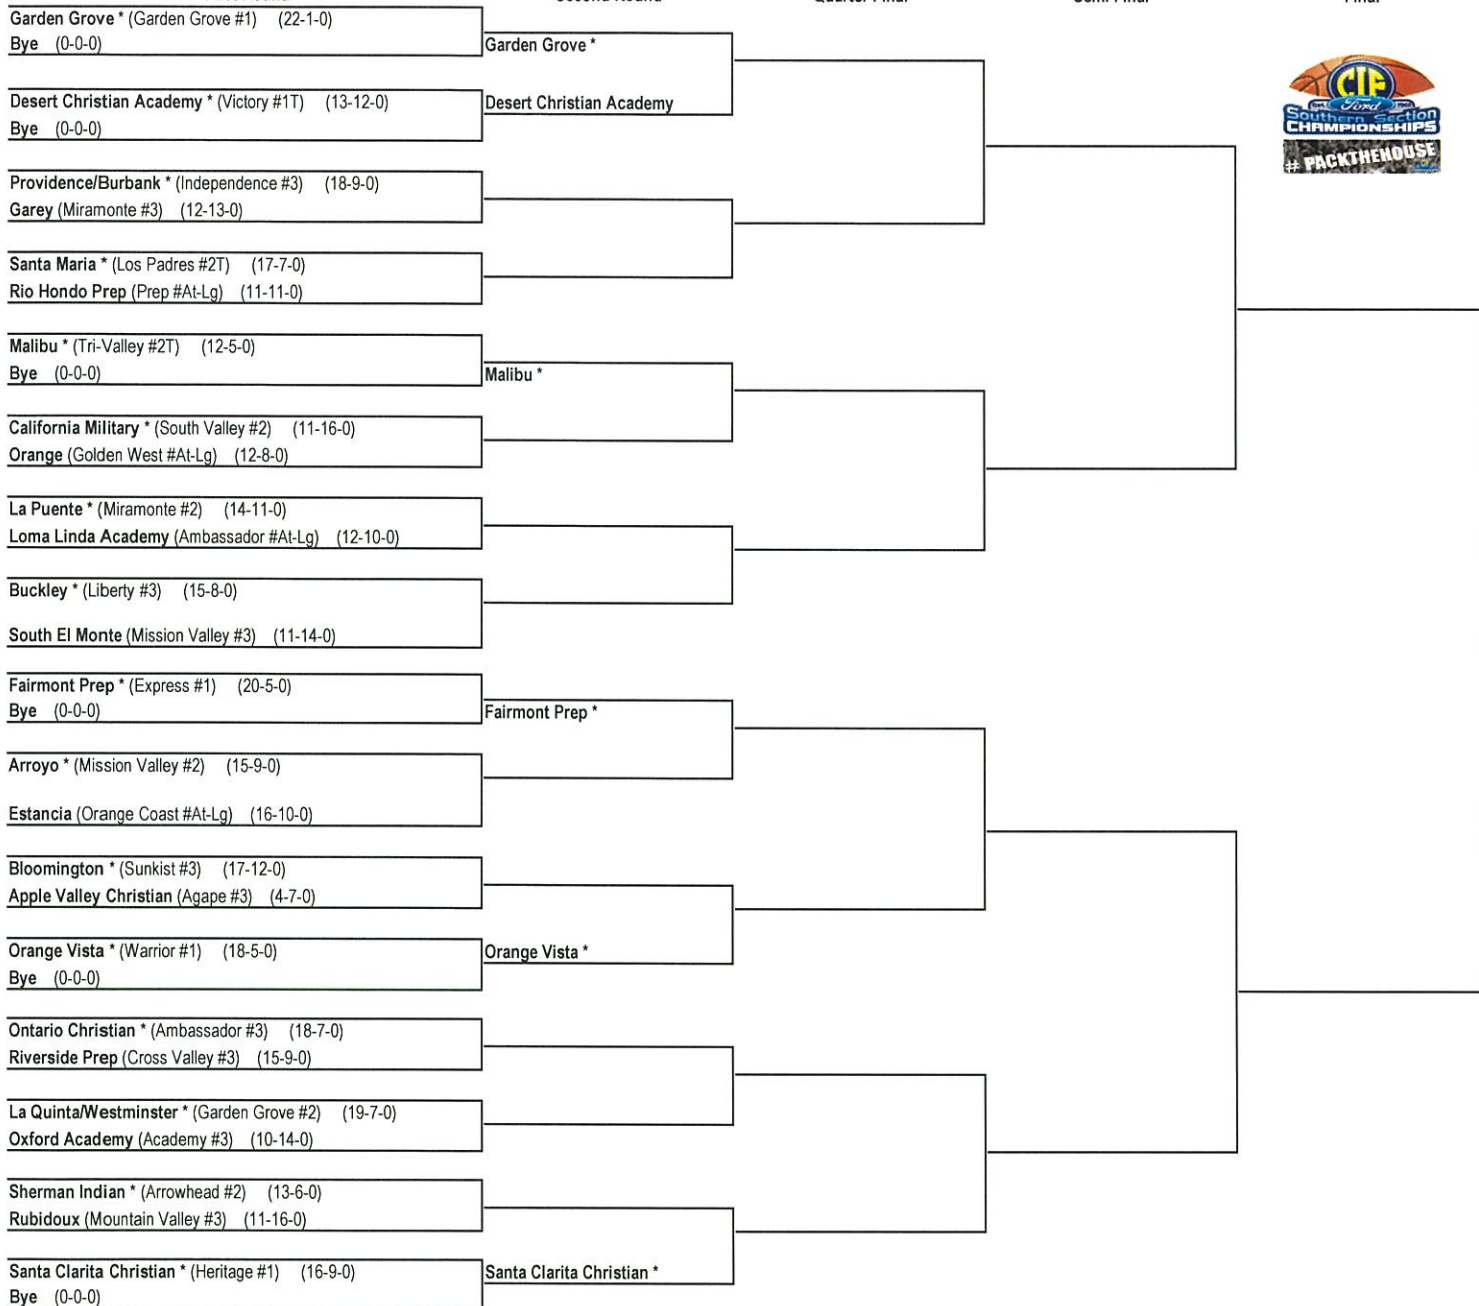 Second Round Quarter Final Semi Final Final
Garden Grove * (Garden Grove #1) (22-1-0)
Bye (0-0-0)
Garden Grove *
Desert Christian Academy * (Victory #1T) (13-12-0)
Bye (0-0-0)
Desert Christian Academy
CIF
Ford
Southern Section
CHAMPIONSHIPS
# PACKTHEHOUSE
Providence/Burbank * (Independence #3) (18-9-0)
Garey (Miramonte #3) (12-13-0)
Santa Maria * (Los Padres #2T) (17-7-0)
Rio Hondo Prep (Prep #At-Lg) (11-11-0)
Malibu * (Tri-Valley #2T) (12-5-0)
Bye (0-0-0)
Malibu *
California Military * (South Valley #2) (11-16-0)
Orange (Golden West #At-Lg) (12-8-0)
La Puente * (Miramonte #2) (14-11-0)
Loma Linda Academy (Ambassador #At-Lg) (12-10-0)
Buckley * (Liberty #3) (15-8-0)
South El Monte (Mission Valley #3) (11-14-0)
Fairmont Prep * (Express #1) (20-5-0)
Bye (0-0-0)
Fairmont Prep *
Arroyo * (Mission Valley #2) (15-9-0)
Estancia (Orange Coast #At-Lg) (16-10-0)
Bloomington * (Sunkist #3) (17-12-0)
Apple Valley Christian (Agape #3) (4-7-0)
Orange Vista * (Warrior #1) (18-5-0)
Bye (0-0-0)
Orange Vista *
Ontario Christian * (Ambassador #3) (18-7-0)
Riverside Prep (Cross Valley #3) (15-9-0)
La Quinta/Westminster * (Garden Grove #2) (19-7-0)
Oxford Academy (Academy #3) (10-14-0)
Sherman Indian * (Arrowhead #2) (13-6-0)
Rubidoux (Mountain Valley #3) (11-16-0)
Santa Clarita Christian * (Heritage #1) (16-9-0)
Bye (0-0-0)
Santa Clarita Christian *